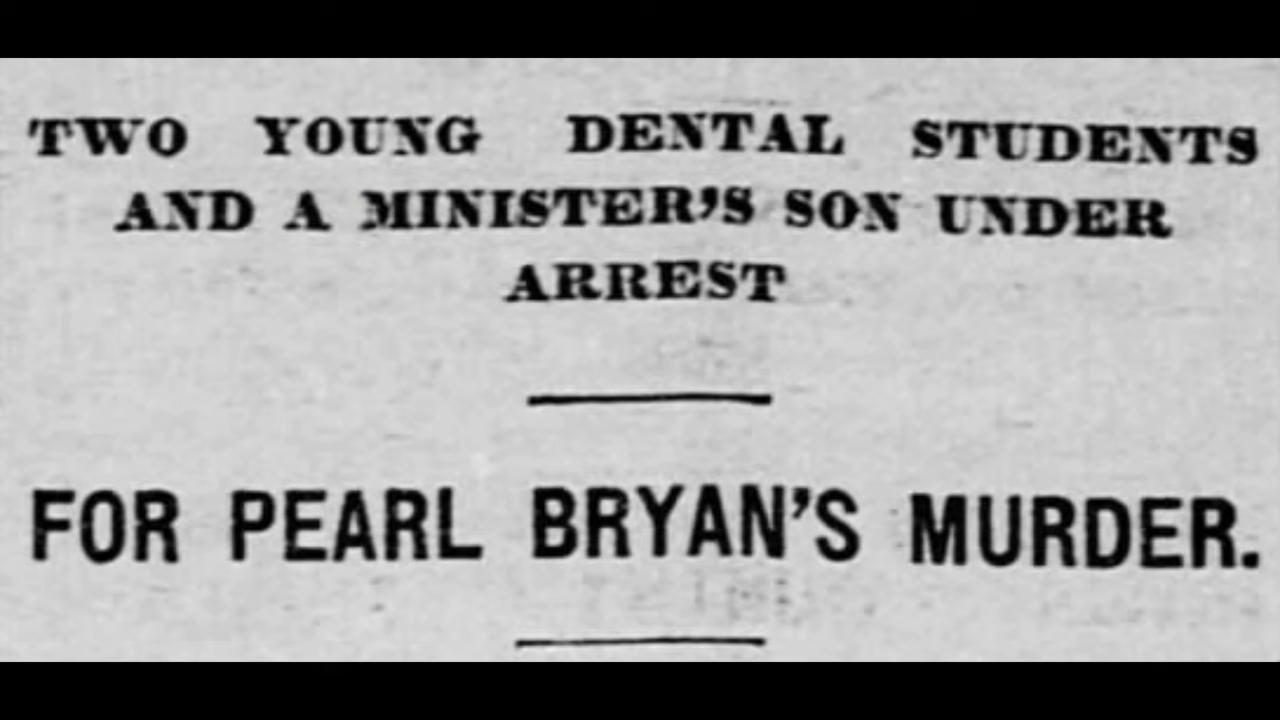 TWO YOUNG DENTAL STUDENTS
AND A MINISTER'S SON UNDER
ARREST
FOR PEARL BRYAN'S MURDER.